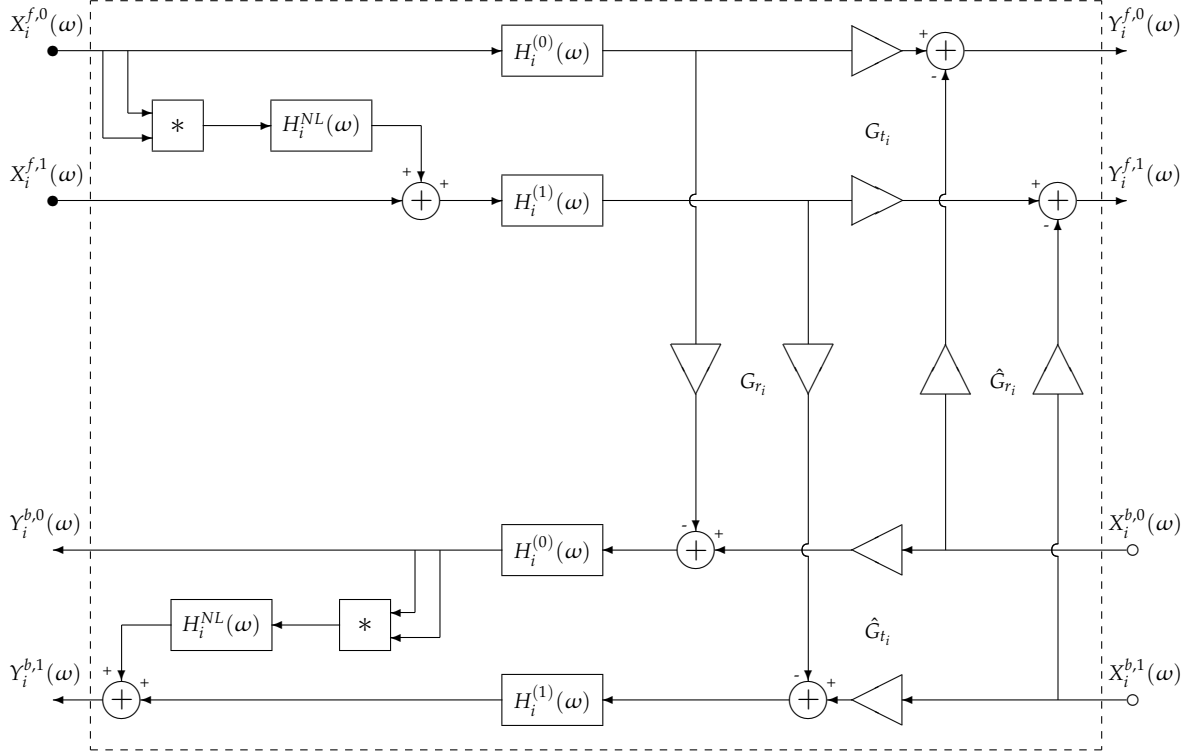 X_i^{f,0}(ω)
Y_i^{f,0}(ω)
H_i^{(0)}(ω)
+
+
-
*
H_i^{NL}(ω)
G_{t_i}
X_i^{f,1}(ω)
Y_i^{f,1}(ω)
+
+
+
H_i^{(1)}(ω)
+
+
-
G_{r_i}
Ĝ_{r_i}
Y_i^{b,0}(ω)
X_i^{b,0}(ω)
-
+
H_i^{(0)}(ω)
+
H_i^{NL}(ω)
*
Ĝ_{t_i}
Y_i^{b,1}(ω)
X_i^{b,1}(ω)
+
+
-
+
+
H_i^{(1)}(ω)
+